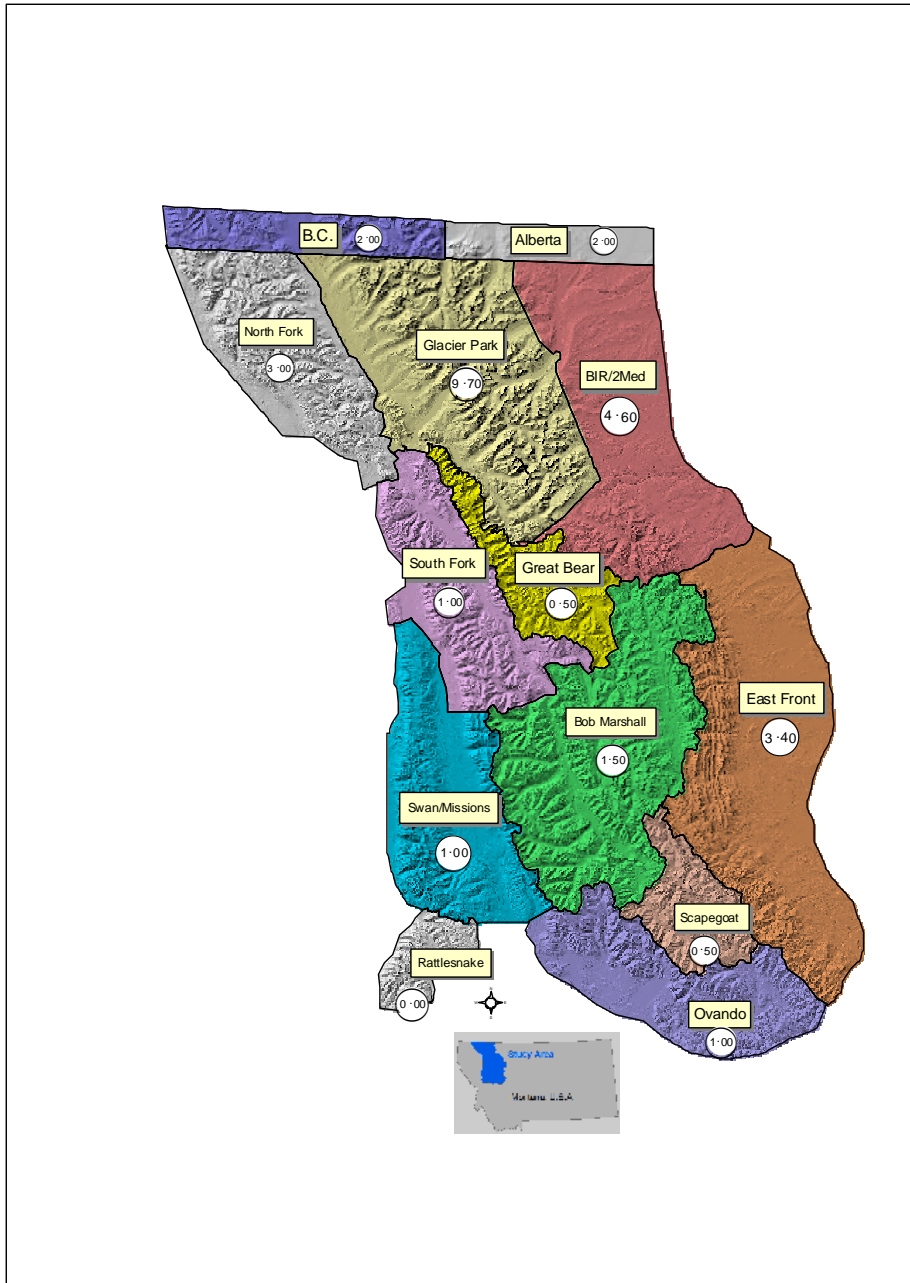 B.C.
2·00
Alberta
2·00
North Fork
3·00
Glacier Park
9·70
BIR/2Med
4·60
South Fork
1·00
Great Bear
0·50
East Front
3·40
Bob Marshall
1·50
Swan/Missions
1·00
Scapegoat
0·50
Rattlesnake
0·00
Ovando
1·00
Study Area
Montana, U.S.A